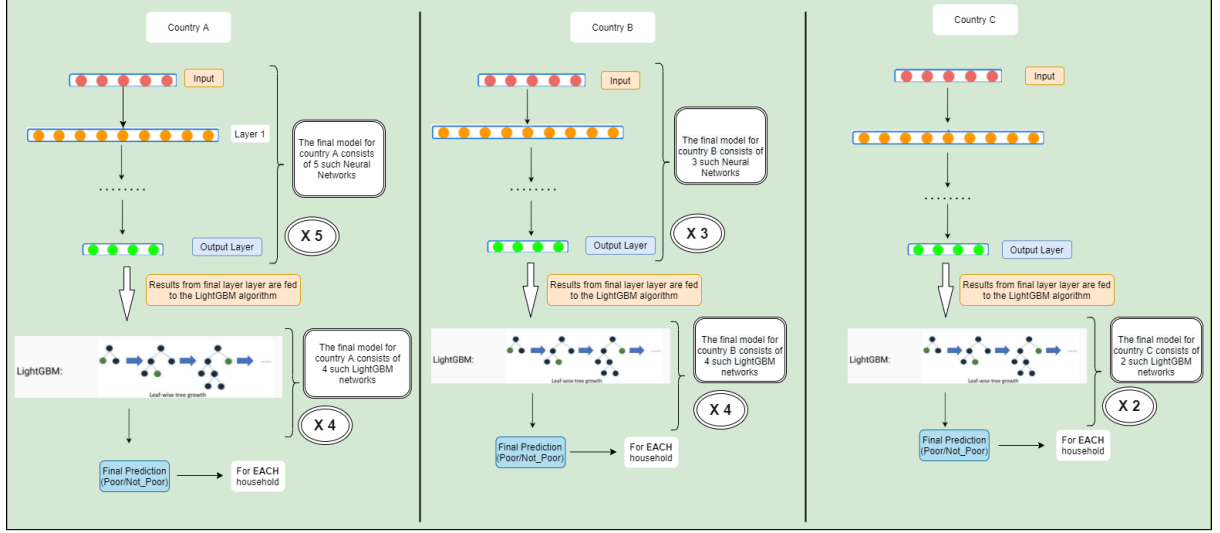 Country A
Input
Layer 1
The final model for
country A consists
of 5 such Neural
Networks
........
X 5
Output Layer
Results from final layer layer are fed
to the LightGBM algorithm
LightGBM:
Leaf-wise tree growth
The final model for
country A consists of
4 such LightGBM
networks
X 4
Final Prediction
(Poor/Not_Poor)
For EACH
household
Country B
Input
The final model for
country B consists of
3 such Neural
Networks
........
X 3
Output Layer
Results from final layer layer are fed
to the LightGBM algorithm
LightGBM:
Leaf-wise tree growth
The final model for
country B consists of
4 such LightGBM
networks
X 4
Final Prediction
(Poor/Not_Poor)
For EACH
household
Country C
Input
........
Output Layer
Results from final layer layer are fed
to the LightGBM algorithm
LightGBM:
Leaf-wise tree growth
The final model for
country C consists of
2 such LightGBM
networks
X 2
Final Prediction
(Poor/Not_Poor)
For EACH
household